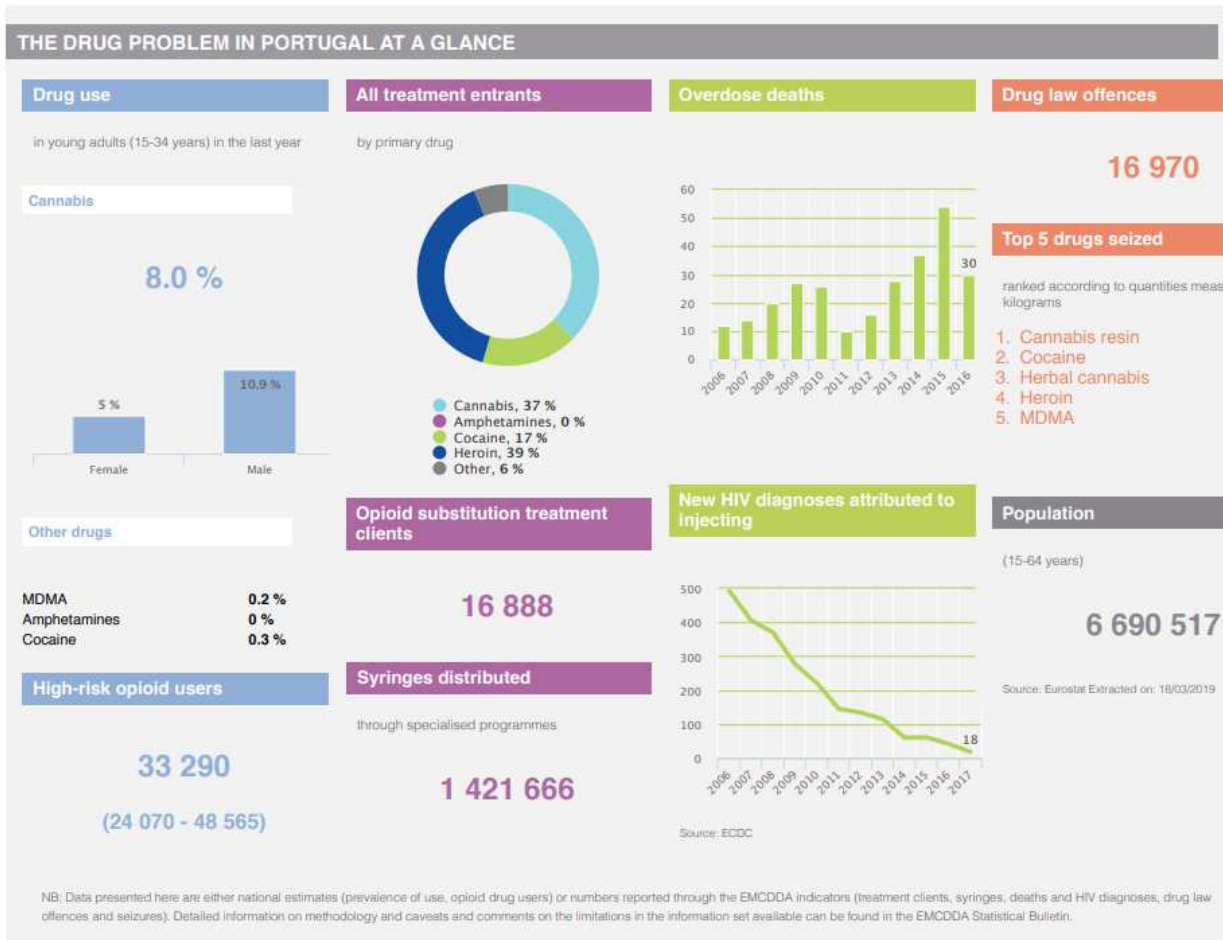 THE DRUG PROBLEM IN PORTUGAL AT A GLANCE
Drug use
in young adults (15-34 years) in the last year
Cannabis
8.0 %
5 %
10.9 %
Female
Male
Other drugs
MDMA 0.2 %
Amphetamines 0 %
Cocaine 0.3 %
High-risk opioid users
33 290
(24 070 - 48 565)
All treatment entrants
by primary drug
Cannabis, 37 %
Amphetamines, 0 %
Cocaine, 17 %
Heroin, 39 %
Other, 6 %
Opioid substitution treatment
clients
16 888
Syringes distributed
through specialised programmes
1 421 666
Overdose deaths
60
50
40
30
20
10
0
30
2006 2007 2008 2009 2010 2011 2012 2013 2014 2015 2016
New HIV diagnoses attributed to
injecting
500
400
300
200
100
0
18
2006 2007 2008 2009 2010 2011 2012 2013 2014 2015 2016 2017
Source: ECDC
Drug law offences
16 970
Top 5 drugs seized
ranked according to quantities meas
kilograms
1. Cannabis resin
2. Cocaine
3. Herbal cannabis
4. Heroin
5. MDMA
Population
(15-64 years)
6 690 517
Source: Eurostat Extracted on: 18/03/2019
NB: Data presented here are either national estimates (prevalence of use, opioid drug users) or numbers reported through the EMCDDA indicators (treatment clients, syringes, deaths and HIV diagnoses, drug law
offences and seizures). Detailed information on methodology and caveats and comments on the limitations in the information set available can be found in the EMCDDA Statistical Bulletin.